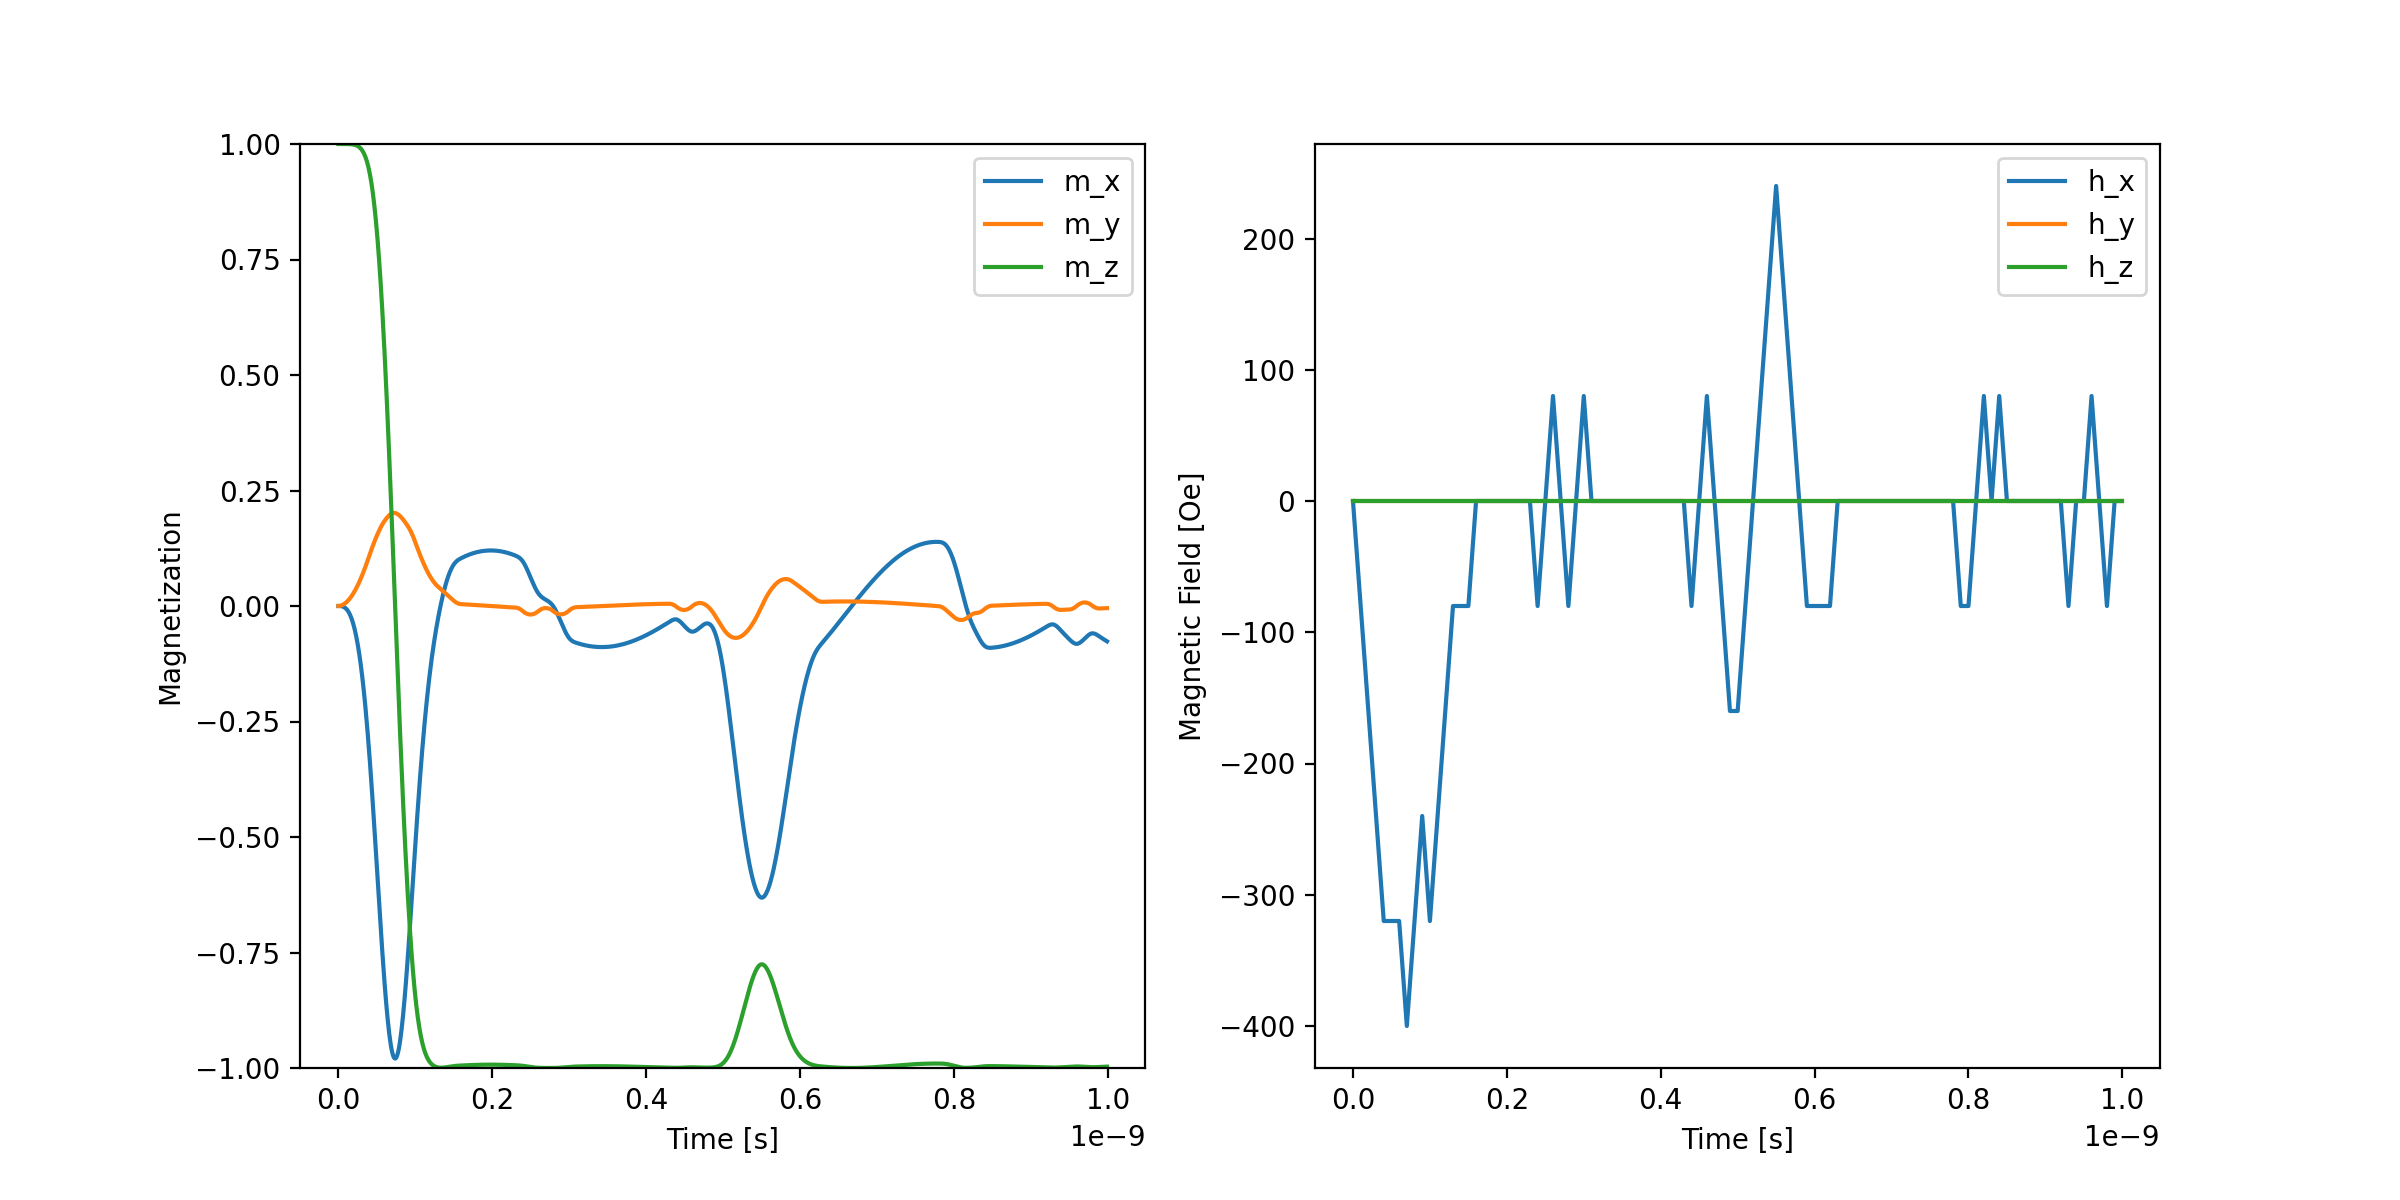 1.00
0.75
0.50
0.25
0.00
−0.25
−0.50
−0.75
−1.00
Magnetization
m_x
m_y
m_z
0.0 0.2 0.4 0.6 0.8 1.0
Time [s]
1e−9
200
100
0
−100
−200
−300
−400
Magnetic Field [Oe]
h_x
h_y
h_z
0.0 0.2 0.4 0.6 0.8 1.0
Time [s]
1e−9